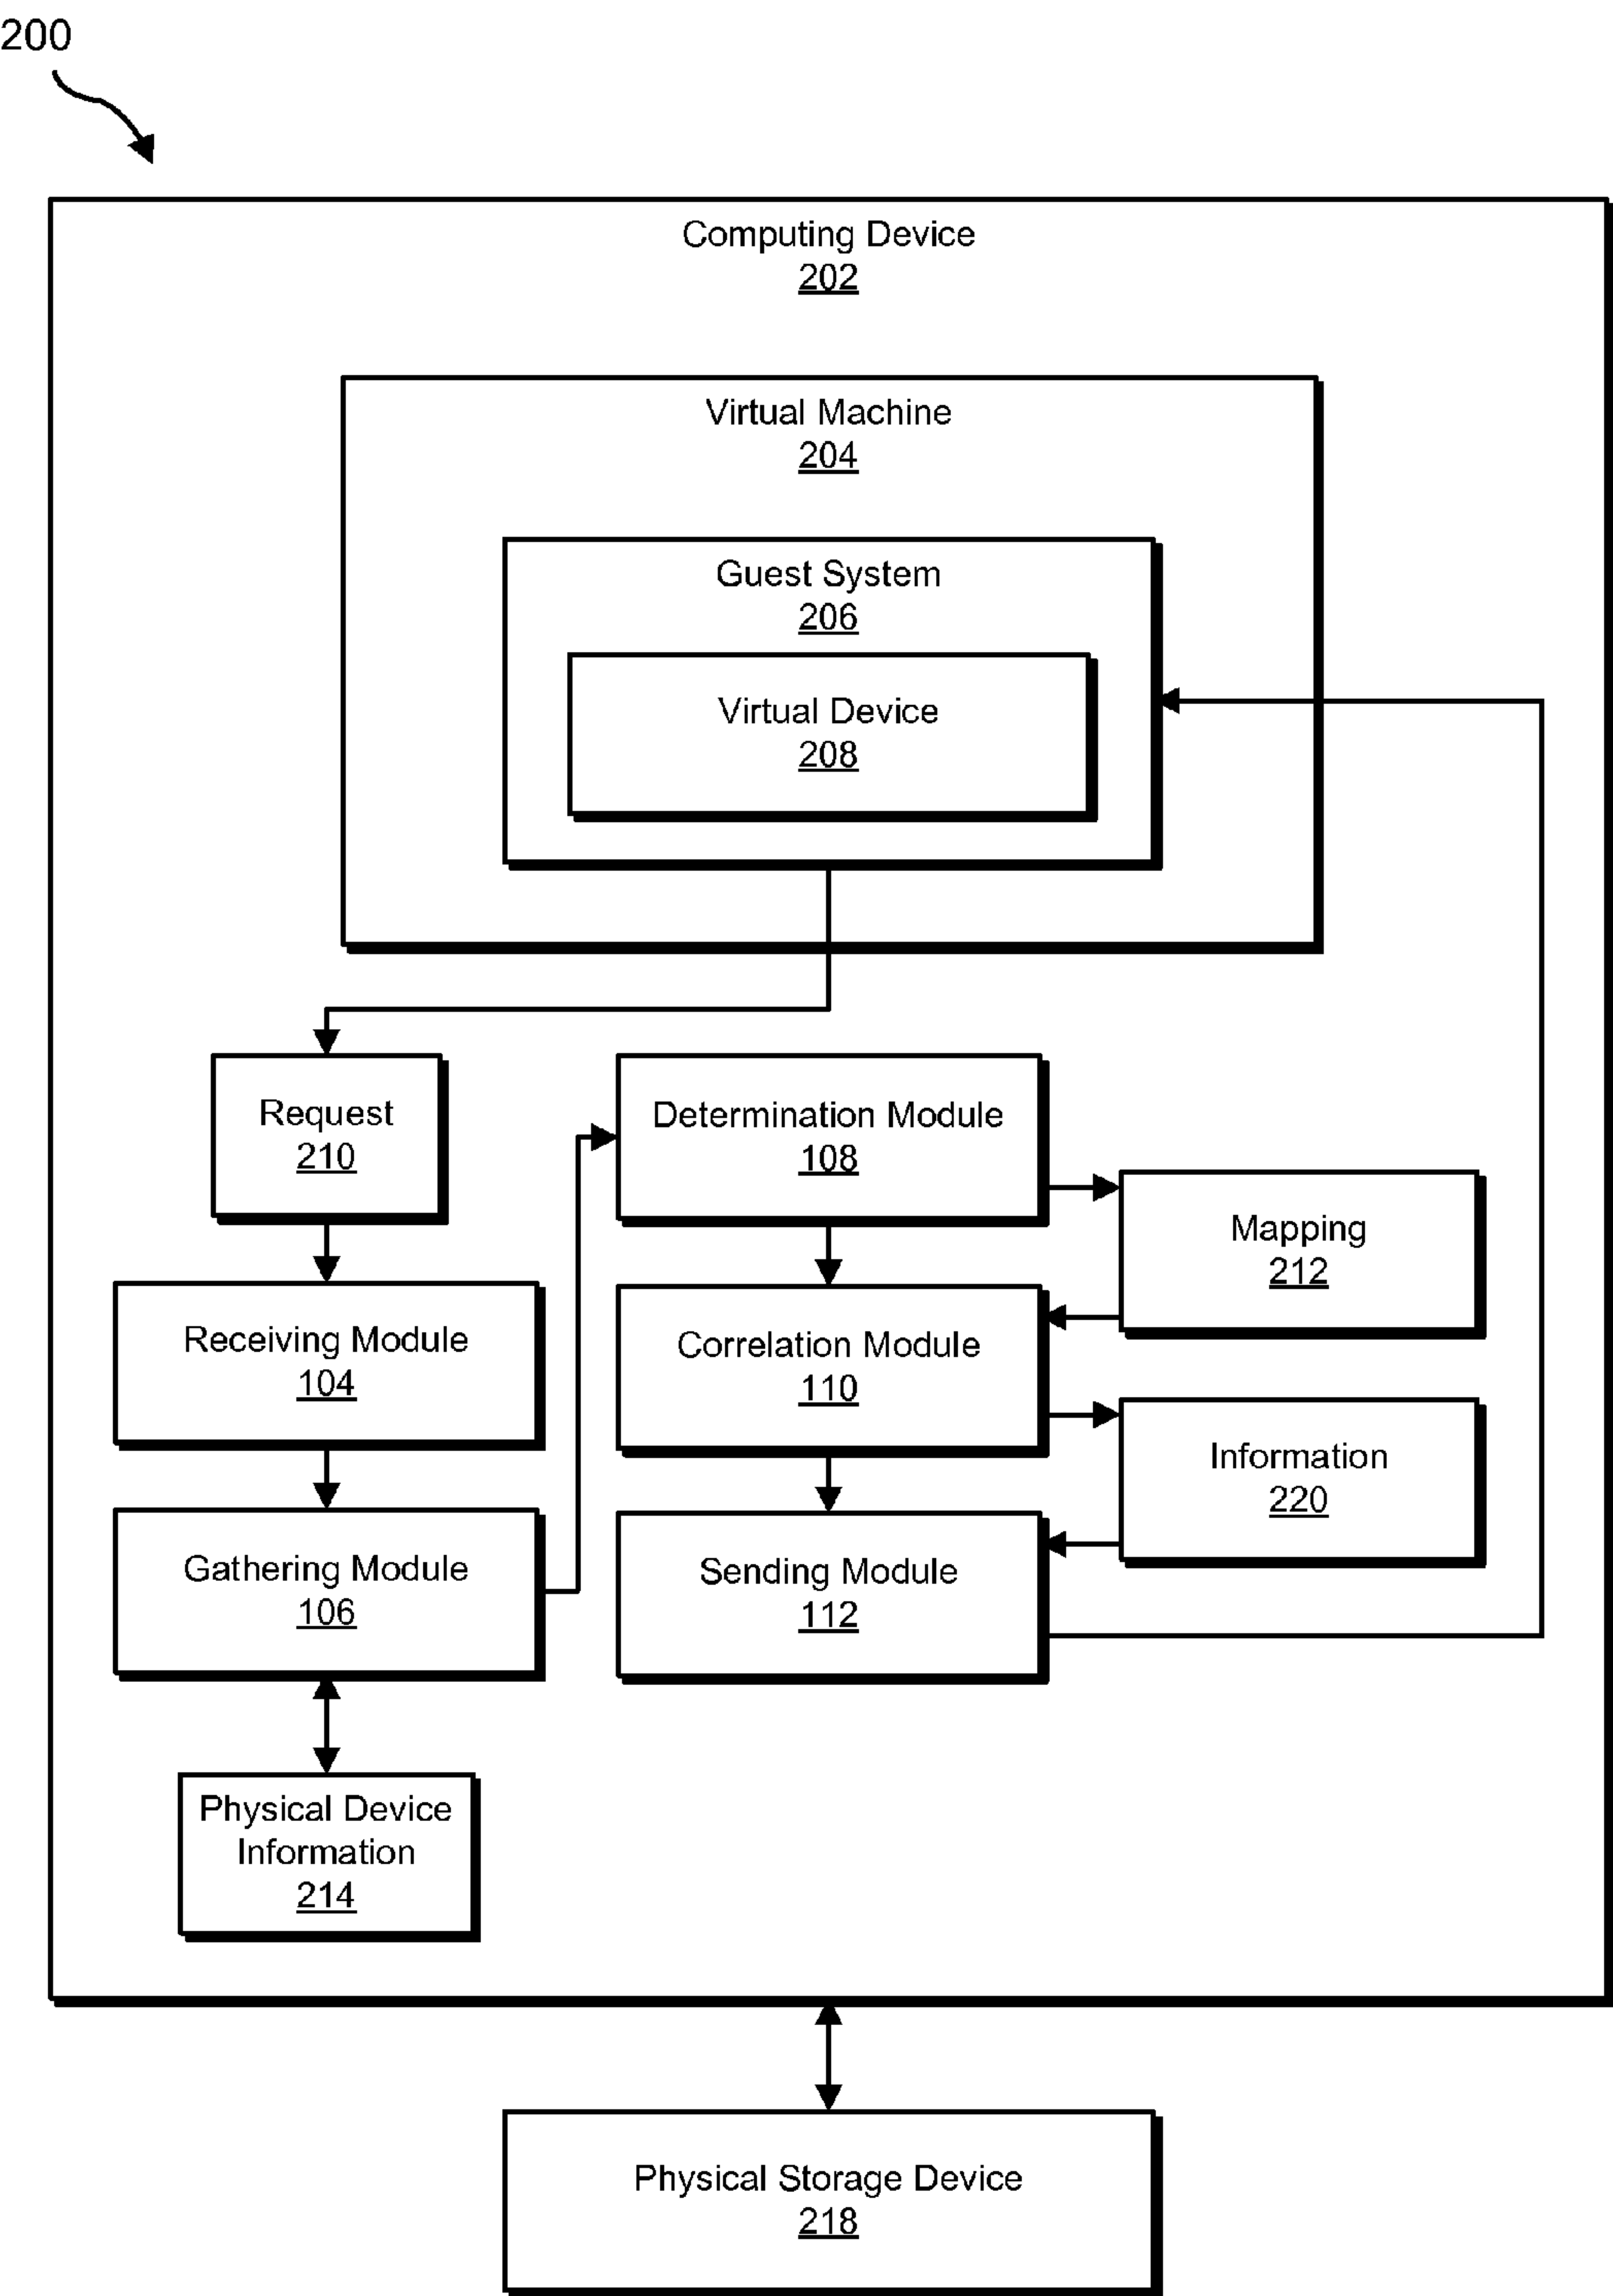 200
Computing Device
202
Virtual Machine
204
Guest System
206
Virtual Device
208
Request
210
Determination Module
108
Mapping
212
Receiving Module
104
Correlation Module
110
Information
220
Gathering Module
106
Sending Module
112
Physical Device
Information
214
Physical Storage Device
218